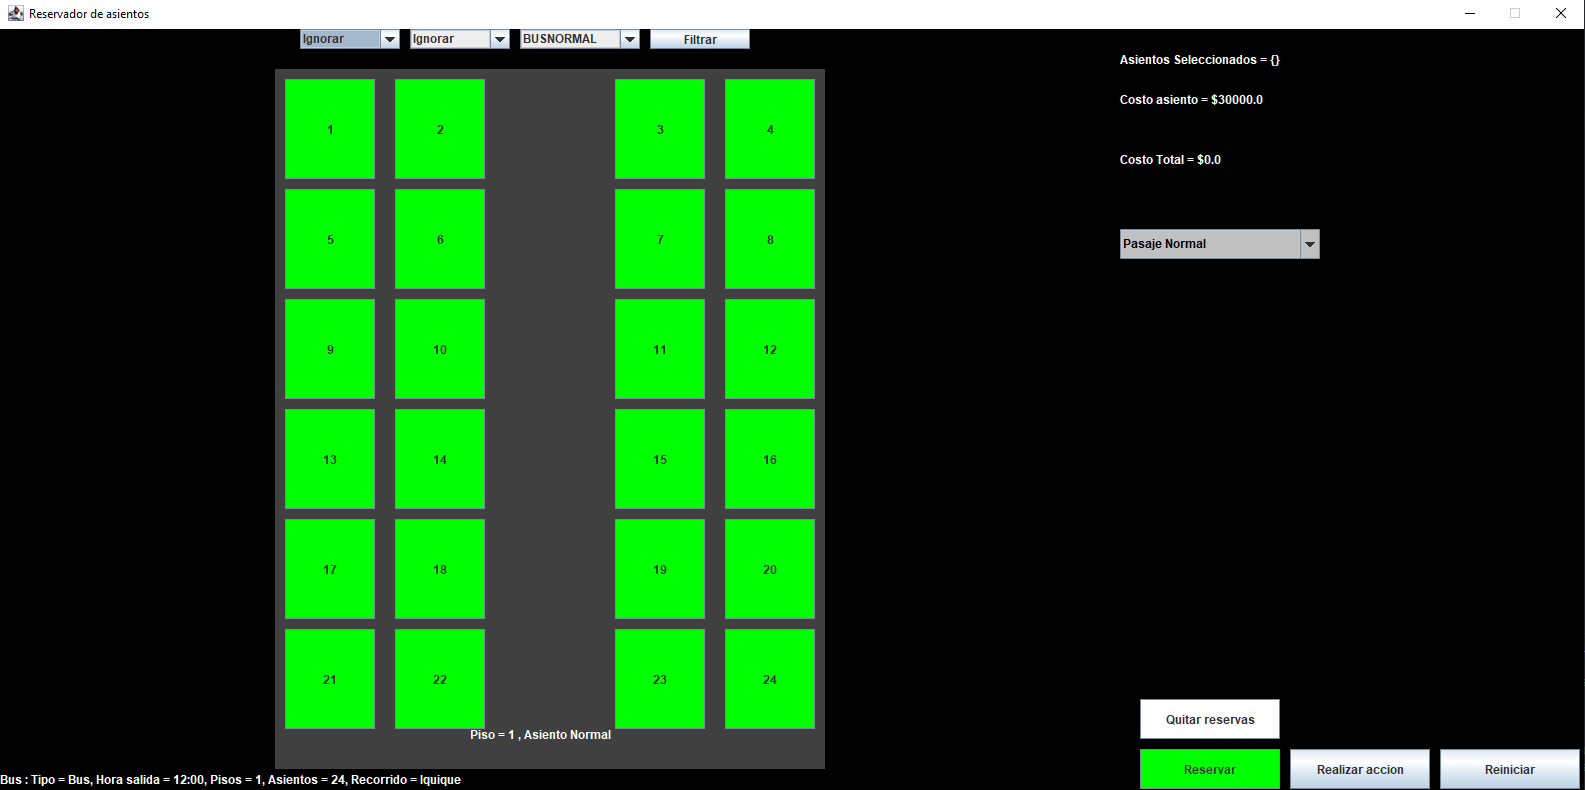 Reservador de asientos
Ignorar Ignorar BUSNORMAL Filtrar
Asientos Seleccionados = {}
Costo asiento = $30000.0
Costo Total = $0.0
Pasaje Normal
1 2 3 4
5 6 7 8
9 10 11 12
13 14 15 16
17 18 19 20
21 22 23 24
Piso = 1 , Asiento Normal
Quitar reservas
Reservar Realizar accion Reiniciar
Bus : Tipo = Bus, Hora salida = 12:00, Pisos = 1, Asientos = 24, Recorrido = Iquique